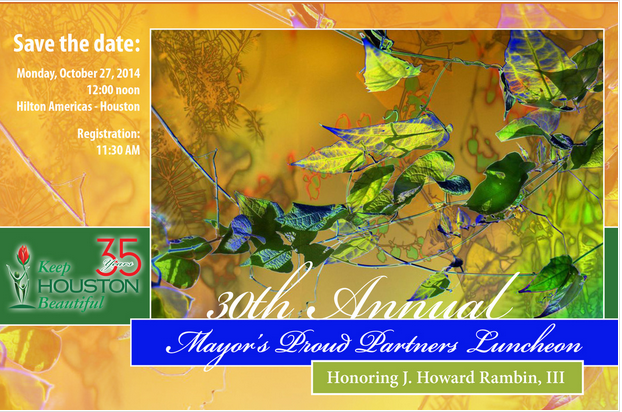 Save the date:
Monday, October 27, 2014
12:00 noon
Hilton Americas - Houston
Registration:
11:30 AM
Keep
HOUSTON
Beautiful
35
Years
30th Annual
Mayor's Proud Partners Luncheon
Honoring J. Howard Rambin, III